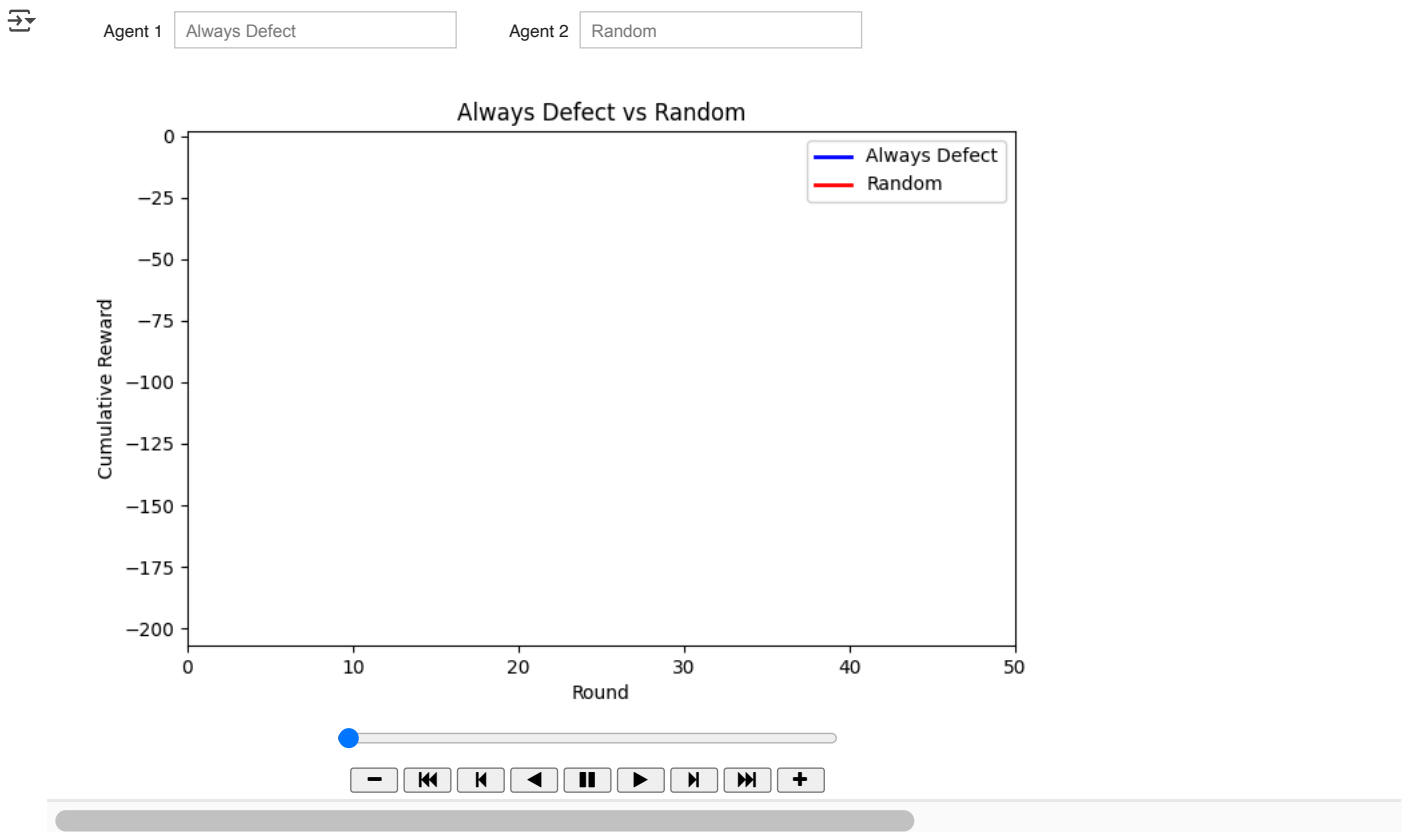 Agent 1 Always Defect Agent 2 Random
Always Defect vs Random
Always Defect
Random
0
−25
−50
−75
−100
−125
−150
−175
−200
Cumulative Reward
0 10 20 30 40 50
Round